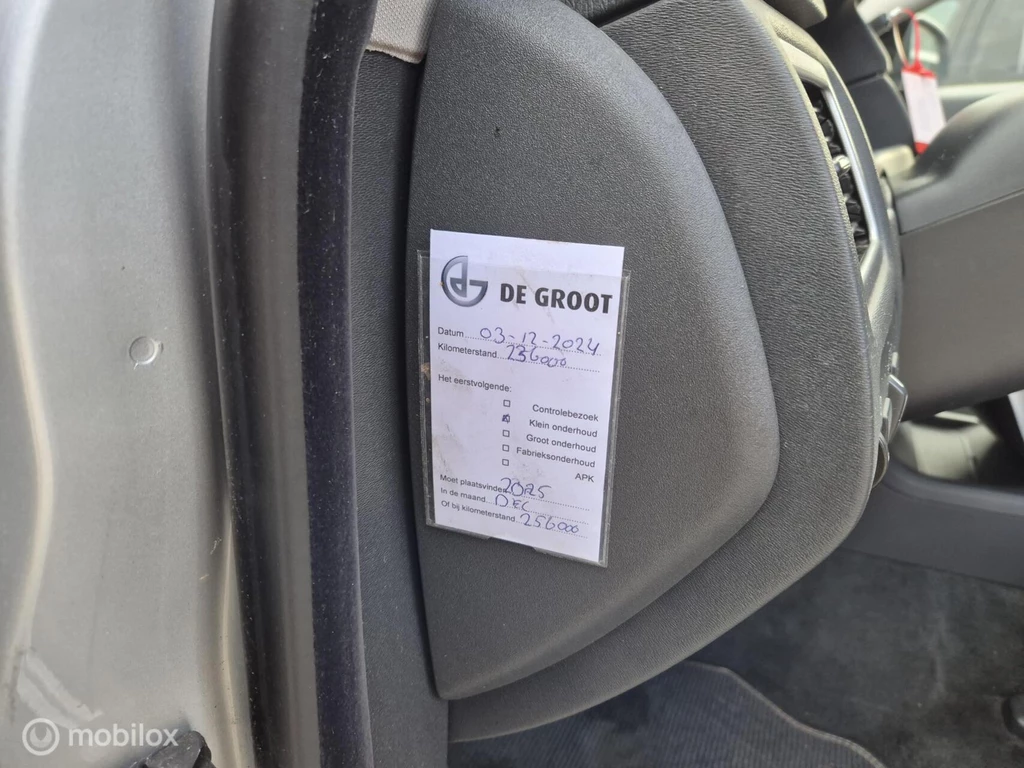 DE GROOT
Datum 03-12-2024
Kilometerstand 236000
Het eerstvolgende:
Controlebezoek
Klein onderhoud
Groot onderhoud
Fabrieksonderhoud
APK
Moet plaatsvinden 2025
In de maand DEC
Of bij kilometerstand 256000
mobilox